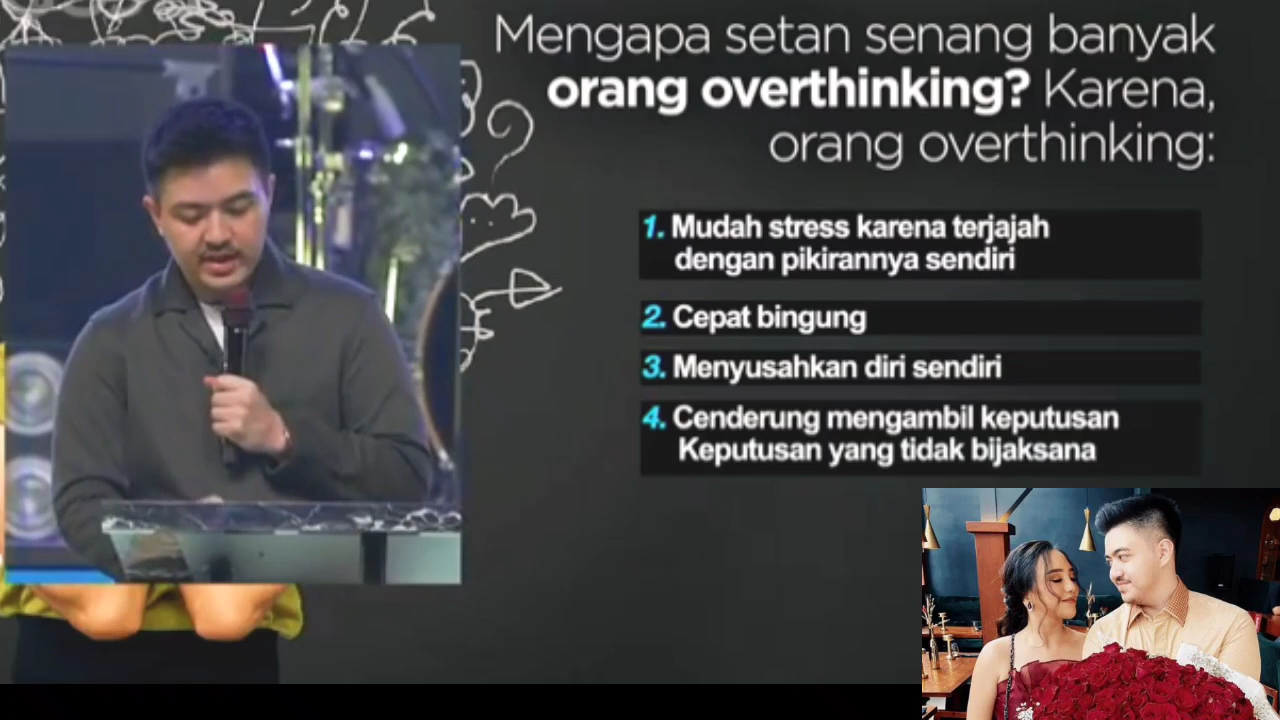 Mengapa setan senang banyak
orang overthinking? Karena,
orang overthinking:
1. Mudah stress karena terjajah
dengan pikirannya sendiri
2. Cepat bingung
3. Menyusahkan diri sendiri
4. Cenderung mengambil keputusan
Keputusan yang tidak bijaksana